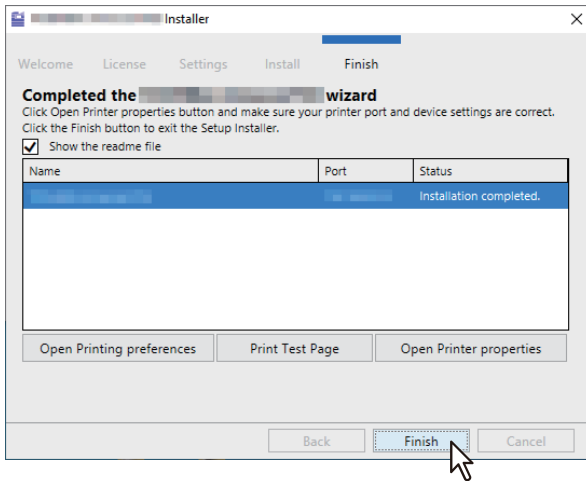 Installer
Welcome License Settings Install Finish
Completed the wizard
Click Open Printer properties button and make sure your printer port and device settings are correct.
Click the Finish button to exit the Setup Installer.
Show the readme file
Name Port Status
Installation completed.
Open Printing preferences Print Test Page Open Printer properties
Back Finish Cancel